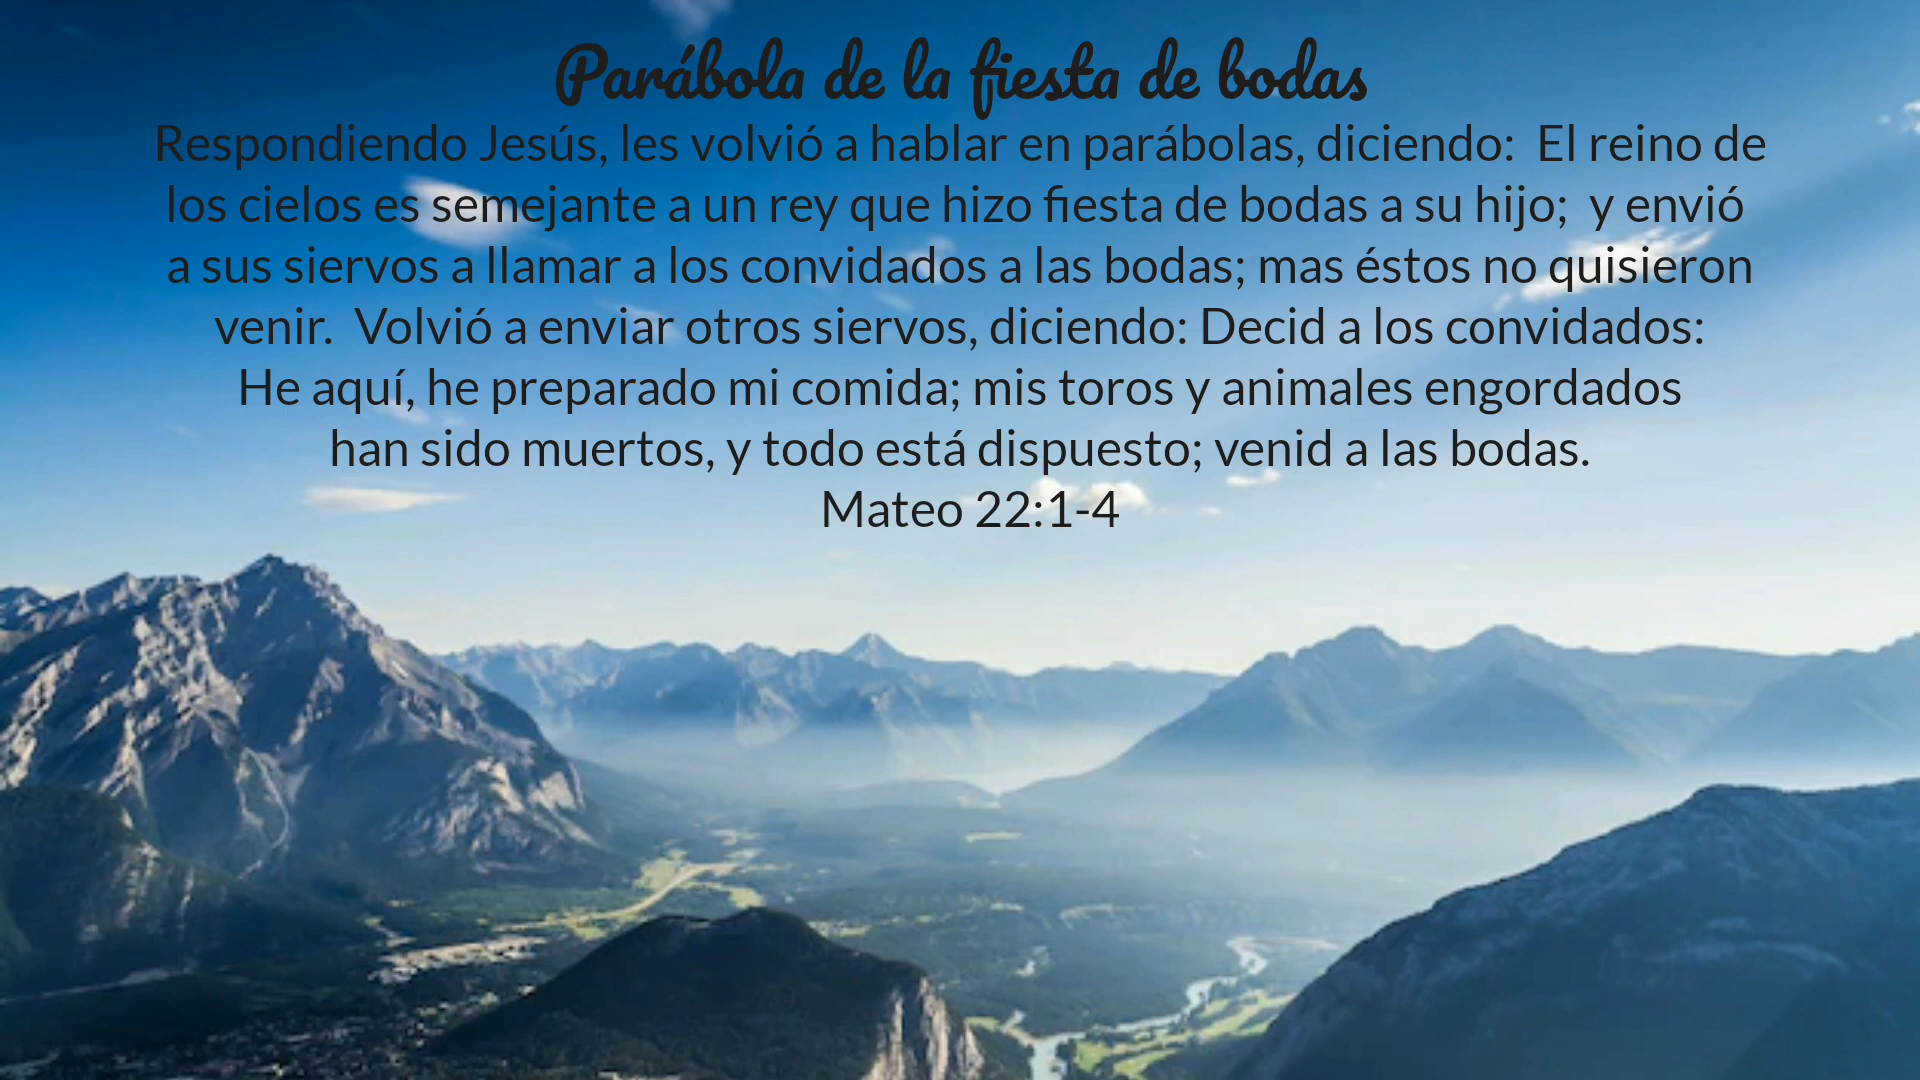 Parábola de la fiesta de bodas
Respondiendo Jesús, les volvió a hablar en parábolas, diciendo:  El reino de
los cielos es semejante a un rey que hizo fiesta de bodas a su hijo;  y envió
a sus siervos a llamar a los convidados a las bodas; mas éstos no quisieron
venir.  Volvió a enviar otros siervos, diciendo: Decid a los convidados:
He aquí, he preparado mi comida; mis toros y animales engordados
han sido muertos, y todo está dispuesto; venid a las bodas.
Mateo 22:1-4